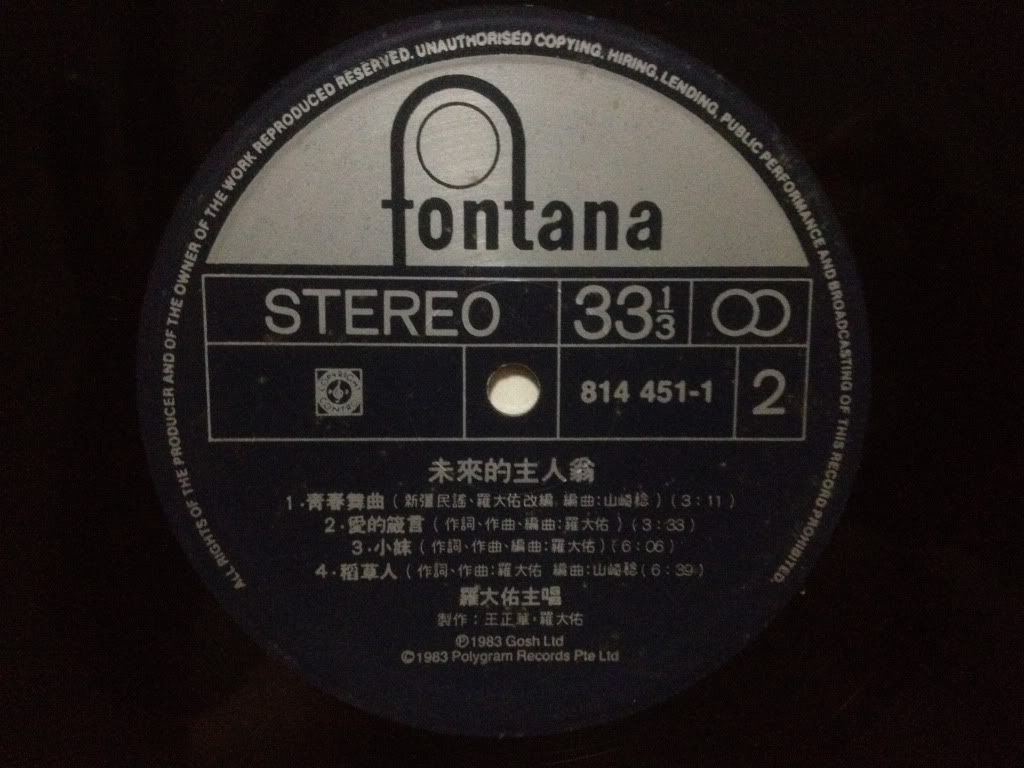 ALL RIGHTS OF THE PRODUCER AND OF THE OWNER OF THE WORK REPRODUCED RESERVED. UNAUTHORISED COPYING, HIRING, LENDING, PUBLIC PERFORMANCE AND BROADCASTING OF THIS RECORD PROHIBITED.
fontana
STEREO 33 1/3
COPYRIGHT CONTROL 814 451-1 2
未來的主人翁
1·青春舞曲(新彊民謠、羅大佑改編 編曲:山崎稔)(3:11)
2·愛的箴言(作詞、作曲、編曲:羅大佑)(3:33)
3·小妹(作詞、作曲、編曲:羅大佑)(6:06)
4·稻草人(作詞、作曲:羅大佑 編曲:山崎稔)(6:39)
羅大佑主唱
製作:王正華·羅大佑
℗1983 Gosh Ltd
©1983 Polygram Records Pte Ltd